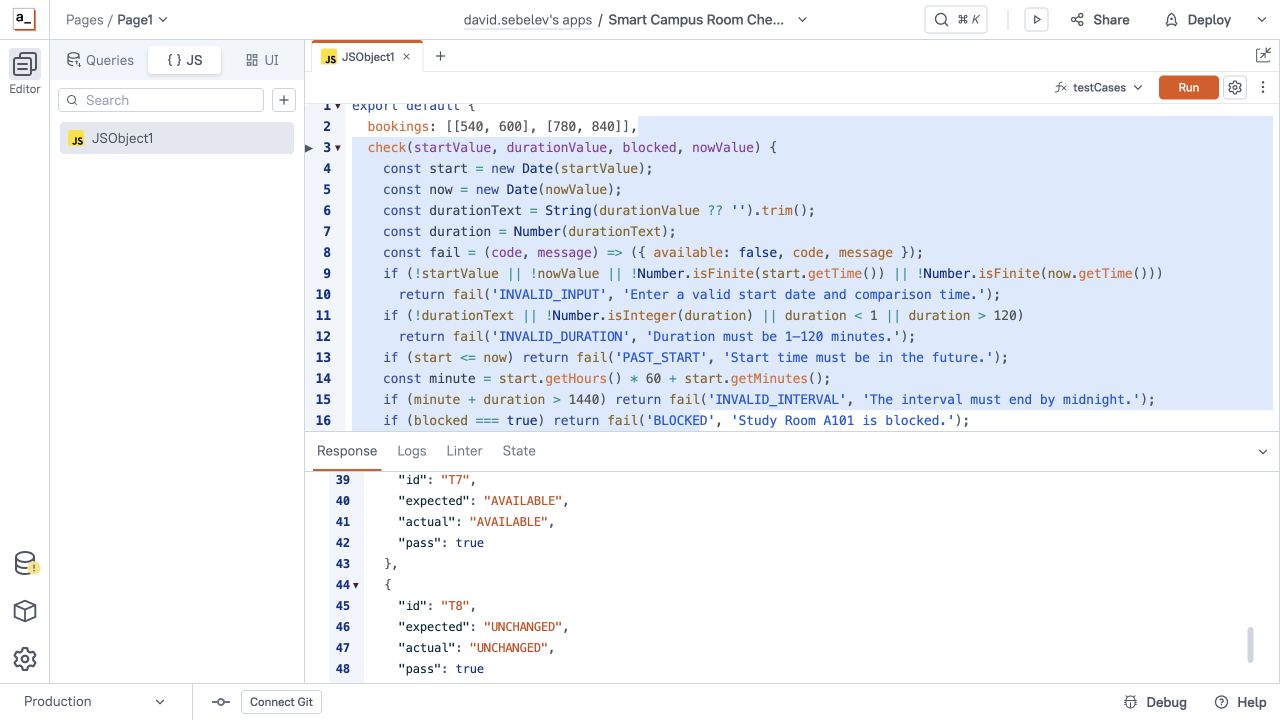 a_
Pages / Page1
david.sebelev's apps / Smart Campus Room Che...
⌘ K
Share
Deploy
Editor
Queries
{ } JS
UI
Search
JS JSObject1
JS JSObject1
fx testCases
Run
1 export default {
2 bookings: [[540, 600], [780, 840]],
3 check(startValue, durationValue, blocked, nowValue) {
4 const start = new Date(startValue);
5 const now = new Date(nowValue);
6 const durationText = String(durationValue ?? '').trim();
7 const duration = Number(durationText);
8 const fail = (code, message) => ({ available: false, code, message });
9 if (!startValue || !nowValue || !Number.isFinite(start.getTime()) || !Number.isFinite(now.getTime()))
10 return fail('INVALID_INPUT', 'Enter a valid start date and comparison time.');
11 if (!durationText || !Number.isInteger(duration) || duration < 1 || duration > 120)
12 return fail('INVALID_DURATION', 'Duration must be 1–120 minutes.');
13 if (start <= now) return fail('PAST_START', 'Start time must be in the future.');
14 const minute = start.getHours() * 60 + start.getMinutes();
15 if (minute + duration > 1440) return fail('INVALID_INTERVAL', 'The interval must end by midnight.');
16 if (blocked === true) return fail('BLOCKED', 'Study Room A101 is blocked.');
Response
Logs
Linter
State
39 "id": "T7",
40 "expected": "AVAILABLE",
41 "actual": "AVAILABLE",
42 "pass": true
43 },
44 {
45 "id": "T8",
46 "expected": "UNCHANGED",
47 "actual": "UNCHANGED",
48 "pass": true
Production
Connect Git
Debug
Help